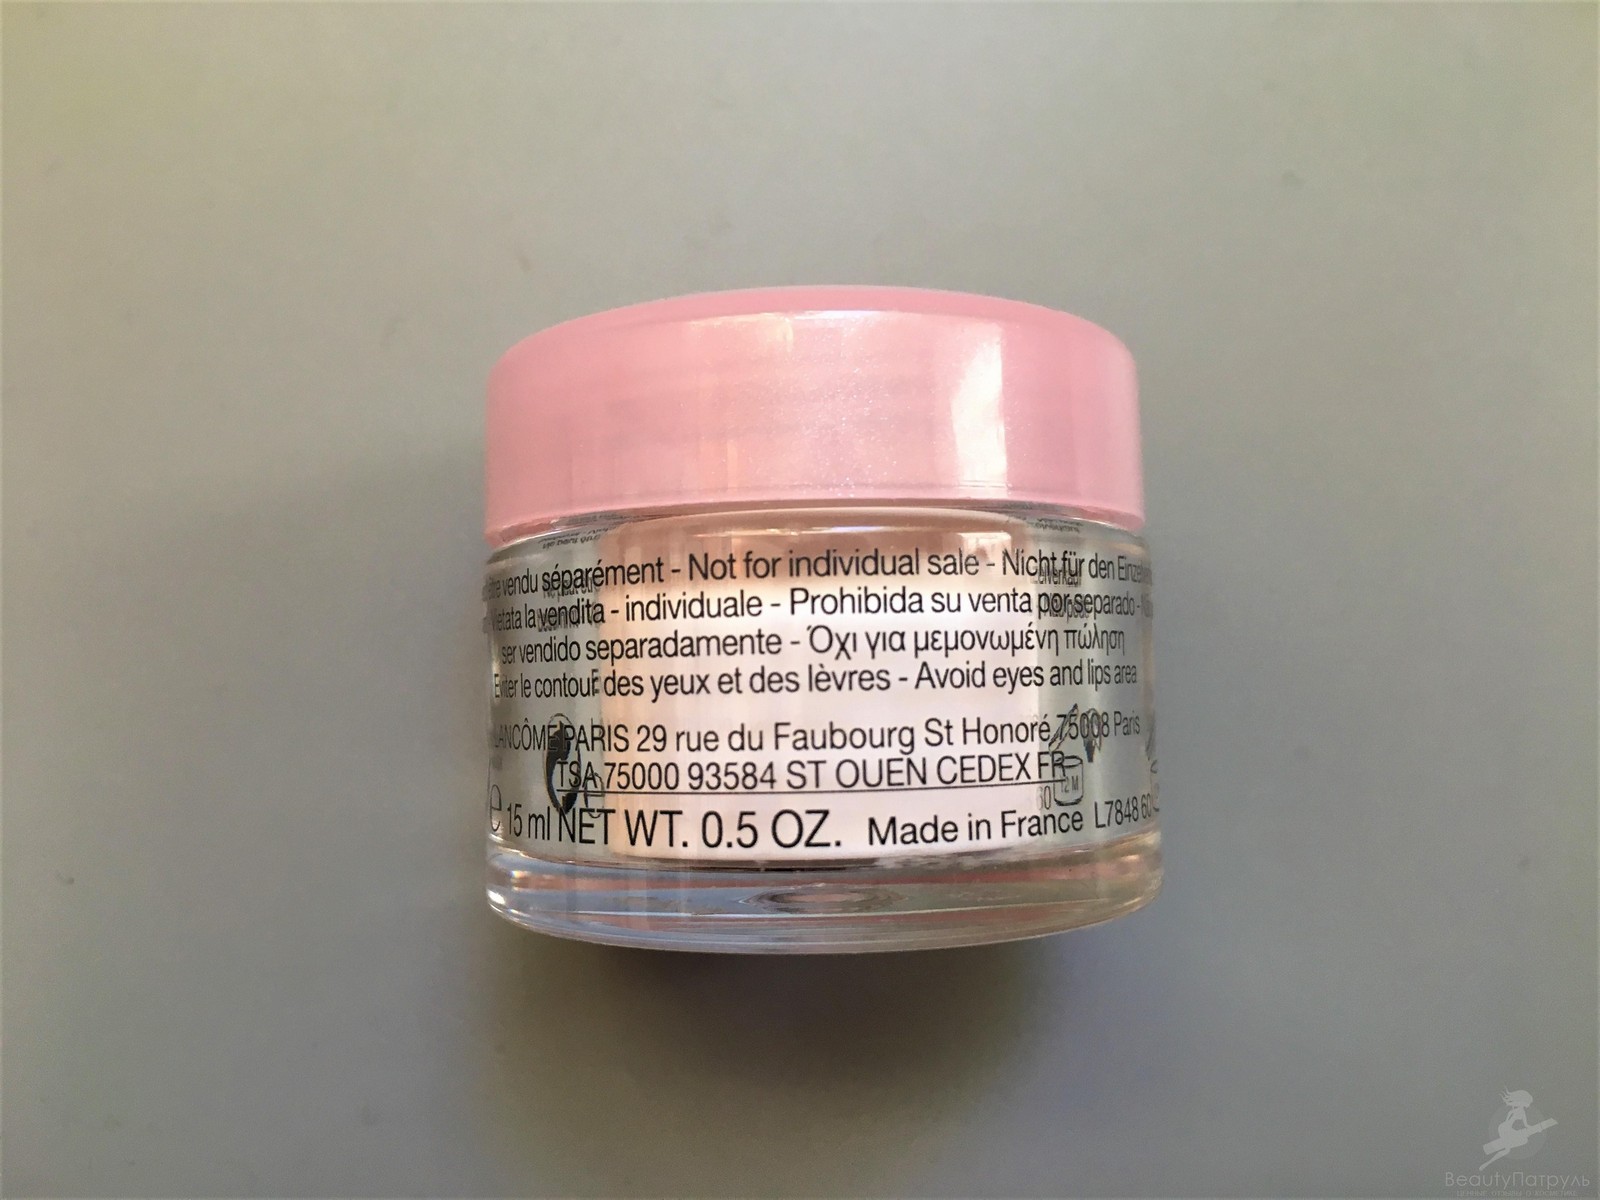 être vendu séparément - Not for individual sale - Nicht für den
Vietata la vendita - individuale - Prohibida su venta por separado -
ser vendido separadamente - Όχι για μεμονωμένη πώληση
Éviter le contour des yeux et des lèvres - Avoid eyes and lips area
LANCÔME PARIS 29 rue du Faubourg St Honoré 75008 Paris
TSA 75000 93584 ST OUEN CEDEX FR
12 M
e 15 ml NET WT. 0.5 OZ. Made in France L7848
BeautyПатруль